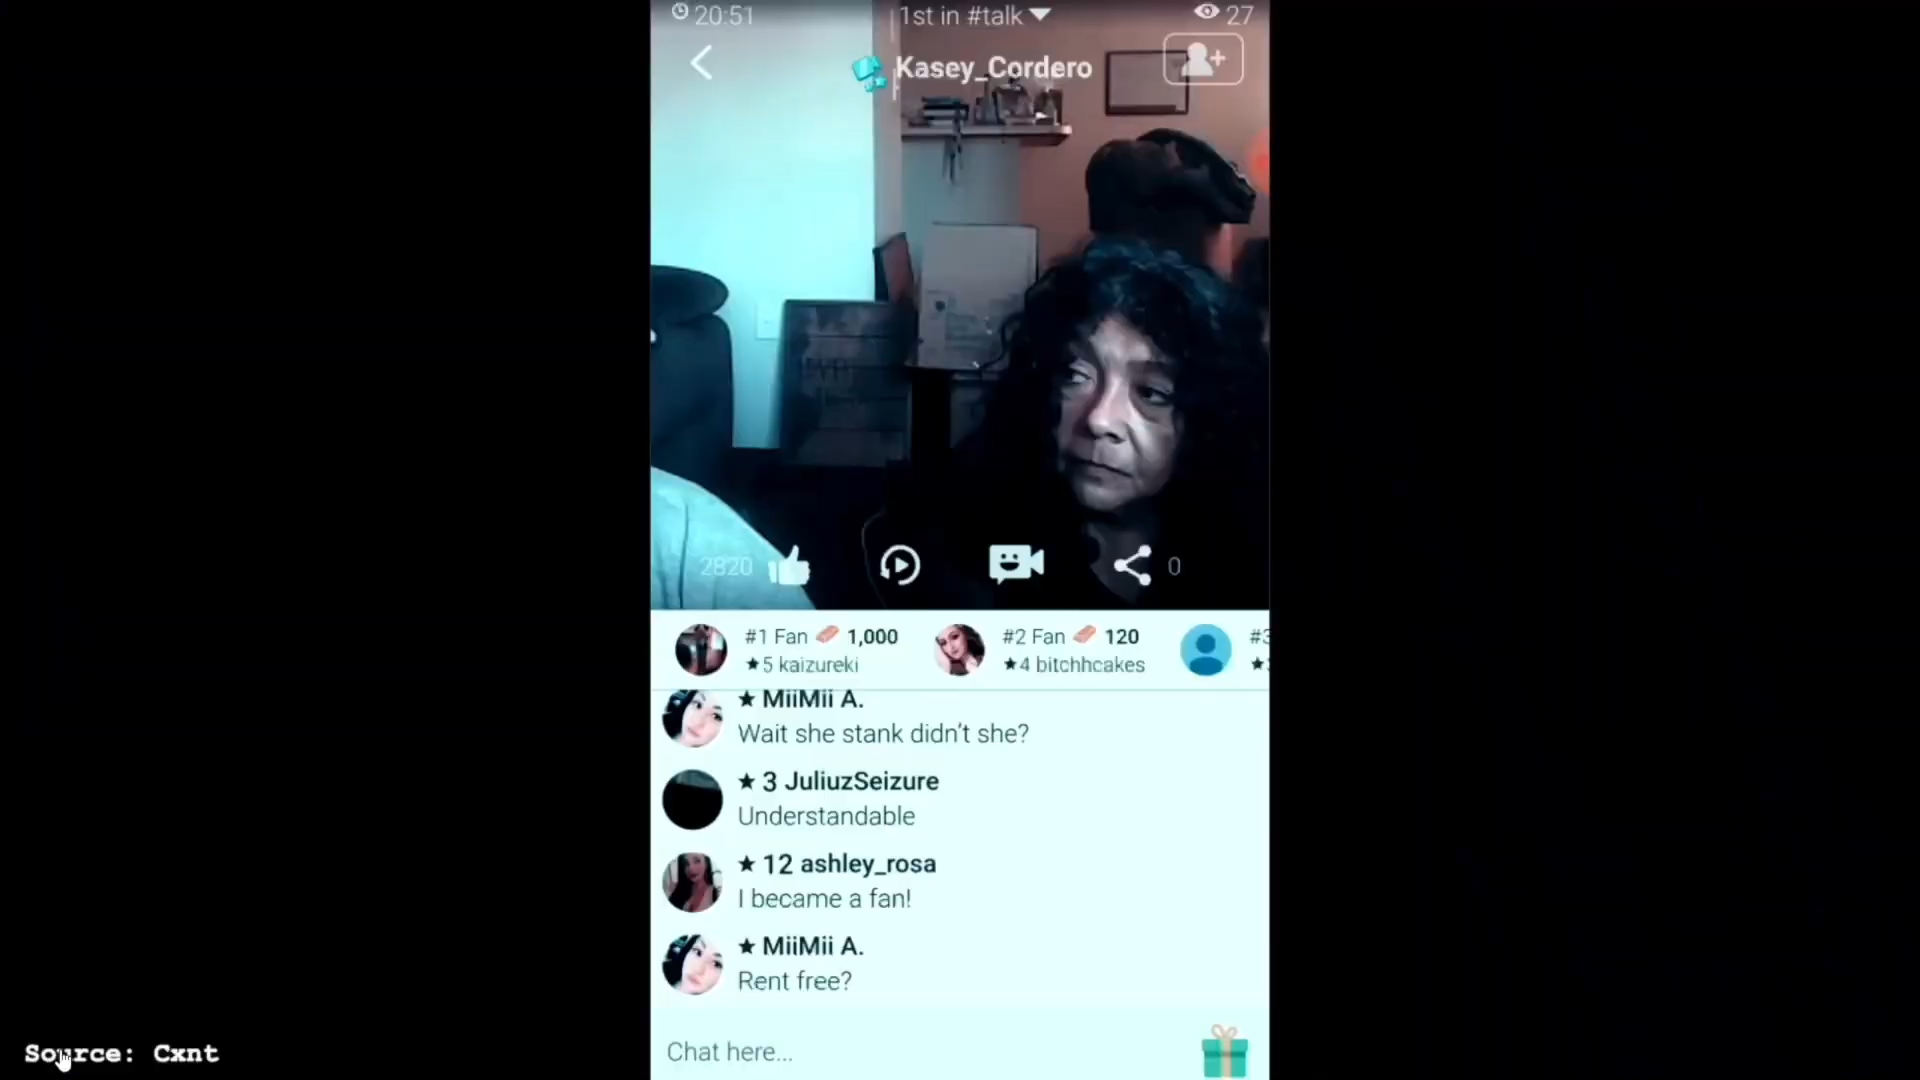 20:51
1st in #talk
27
Kasey_Cordero
2820
0
#1 Fan 1,000
★5 kaizureki
#2 Fan 120
★4 bitchhcakes
★ MiiMii A.
Wait she stank didn't she?
★ 3 JuliuzSeizure
Understandable
★ 12 ashley_rosa
I became a fan!
★ MiiMii A.
Rent free?
Chat here...
Source: Cxnt